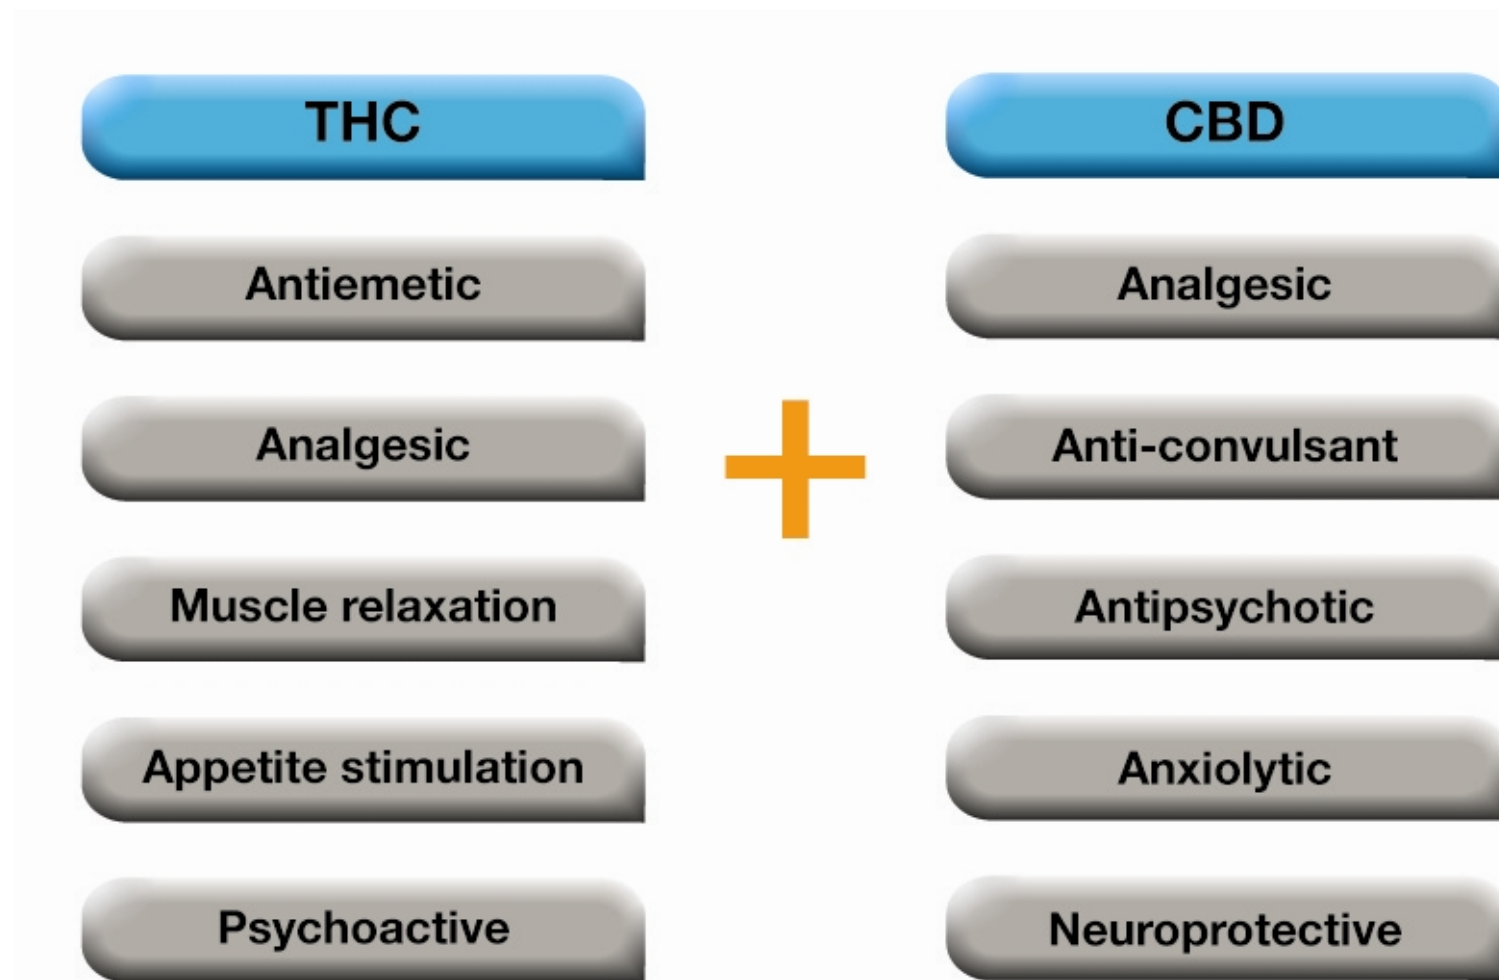 THC
Antiemetic
Analgesic
Muscle relaxation
Appetite stimulation
Psychoactive
CBD
Analgesic
Anti-convulsant
Antipsychotic
Anxiolytic
Neuroprotective